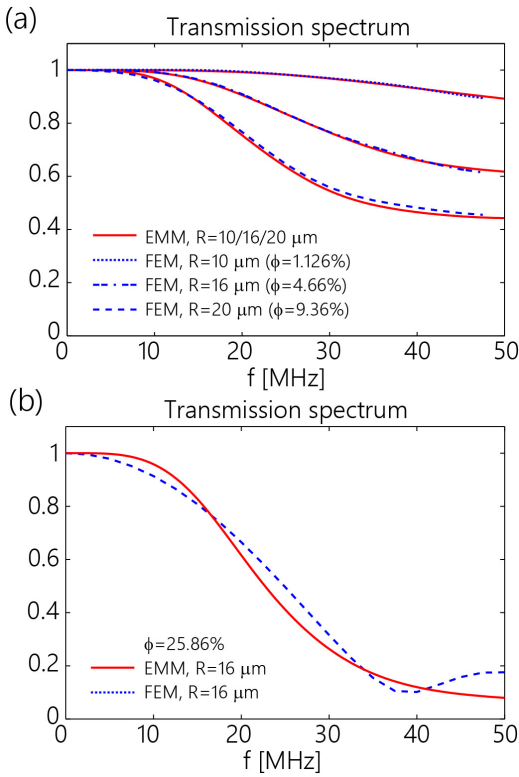 (a)
Transmission spectrum
1
0.8
0.6
0.4
0.2
0
EMM, R=10/16/20 μm
FEM, R=10 μm (ϕ=1.126%)
FEM, R=16 μm (ϕ=4.66%)
FEM, R=20 μm (ϕ=9.36%)
0 10 20 30 40 50
f [MHz]
(b)
Transmission spectrum
1
0.8
0.6
0.4
0.2
0
ϕ=25.86%
EMM, R=16 μm
FEM, R=16 μm
0 10 20 30 40 50
f [MHz]